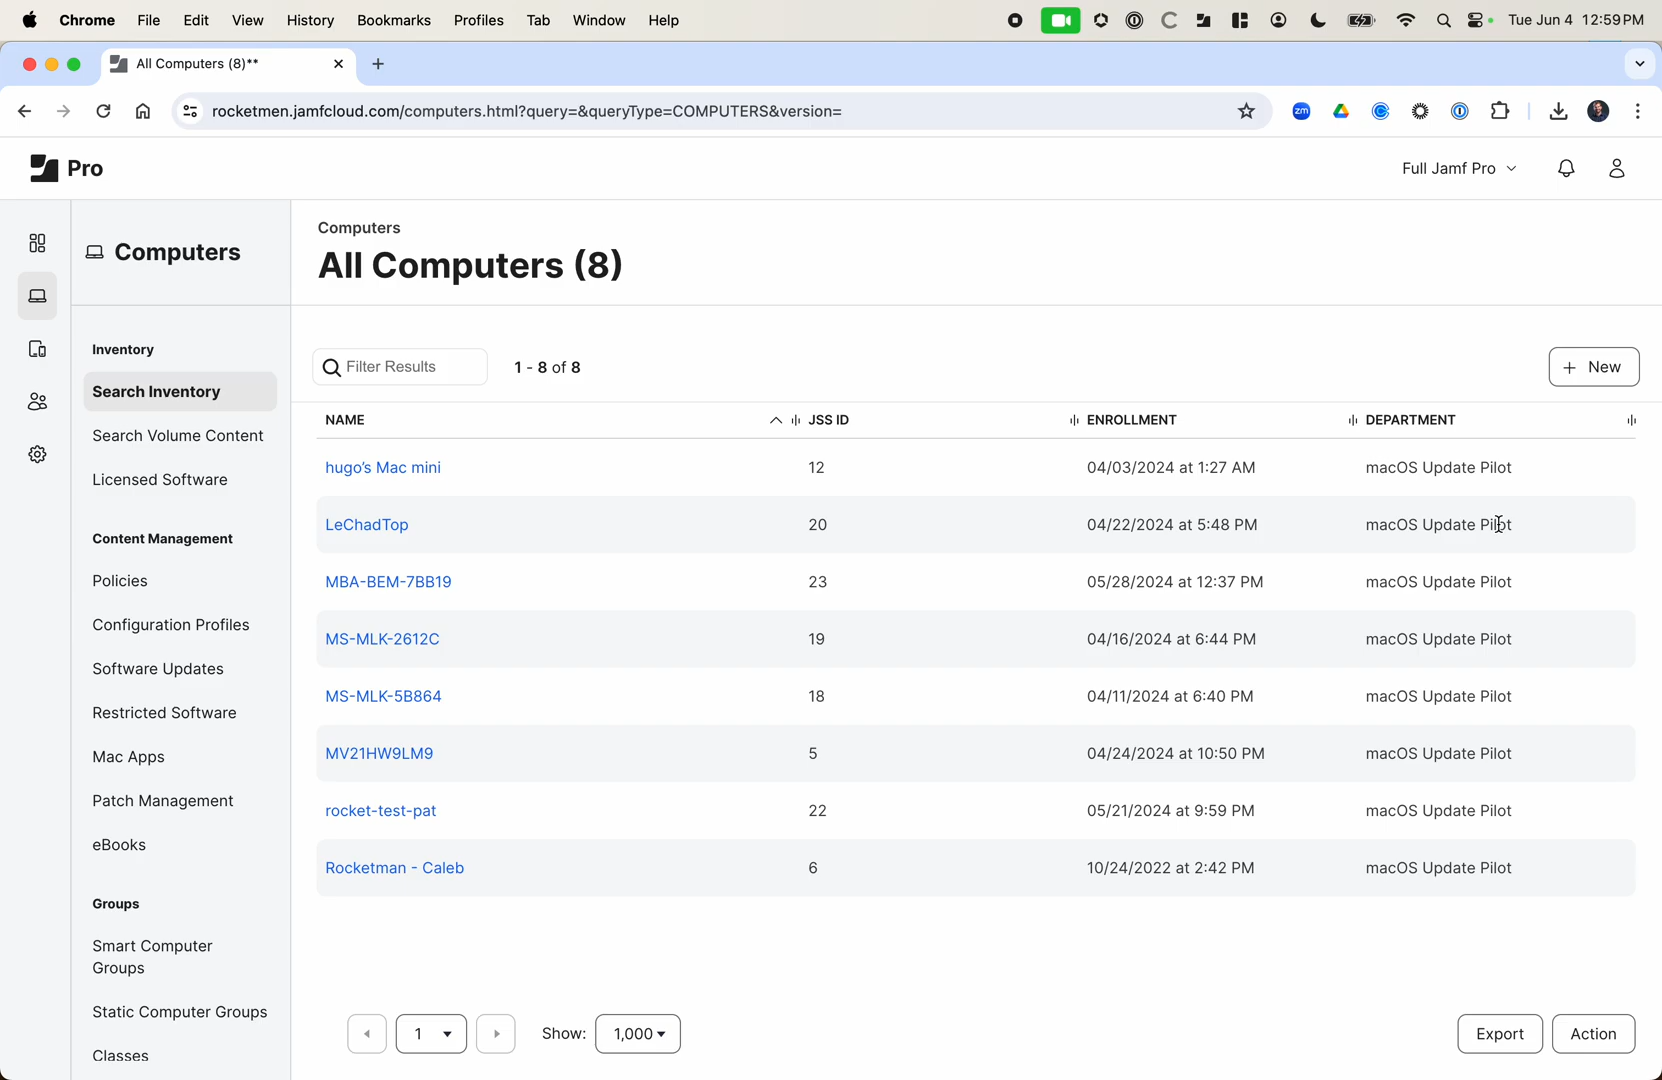 Chrome File Edit View History Bookmarks Profiles Tab Window Help Tue Jun 4 12:59 PM
All Computers (8)**
rocketmen.jamfcloud.com/computers.html?query=&queryType=COMPUTERS&version=
zm
Pro
Full Jamf Pro
Computers
Inventory
Search Inventory
Search Volume Content
Licensed Software
Content Management
Policies
Configuration Profiles
Software Updates
Restricted Software
Mac Apps
Patch Management
eBooks
Groups
Smart Computer
Groups
Static Computer Groups
Classes
Computers
All Computers (8)
Filter Results 1 - 8 of 8 + New
NAME JSS ID ENROLLMENT DEPARTMENT
hugo's Mac mini 12 04/03/2024 at 1:27 AM macOS Update Pilot
LeChadTop 20 04/22/2024 at 5:48 PM macOS Update Pilot
MBA-BEM-7BB19 23 05/28/2024 at 12:37 PM macOS Update Pilot
MS-MLK-2612C 19 04/16/2024 at 6:44 PM macOS Update Pilot
MS-MLK-5B864 18 04/11/2024 at 6:40 PM macOS Update Pilot
MV21HW9LM9 5 04/24/2024 at 10:50 PM macOS Update Pilot
rocket-test-pat 22 05/21/2024 at 9:59 PM macOS Update Pilot
Rocketman - Caleb 6 10/24/2022 at 2:42 PM macOS Update Pilot
1 Show: 1,000 Export Action